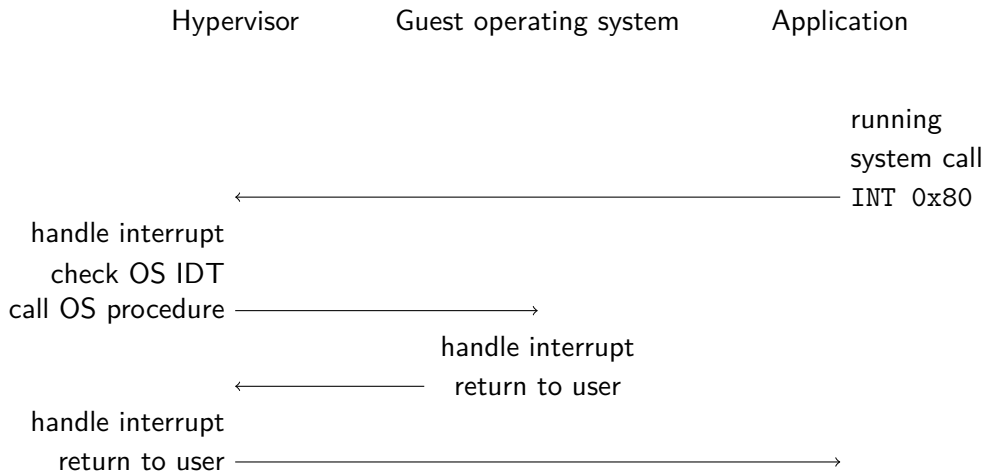 Hypervisor Guest operating system Application
running
system call
INT 0x80
handle interrupt
check OS IDT
call OS procedure
handle interrupt
return to user
handle interrupt
return to user